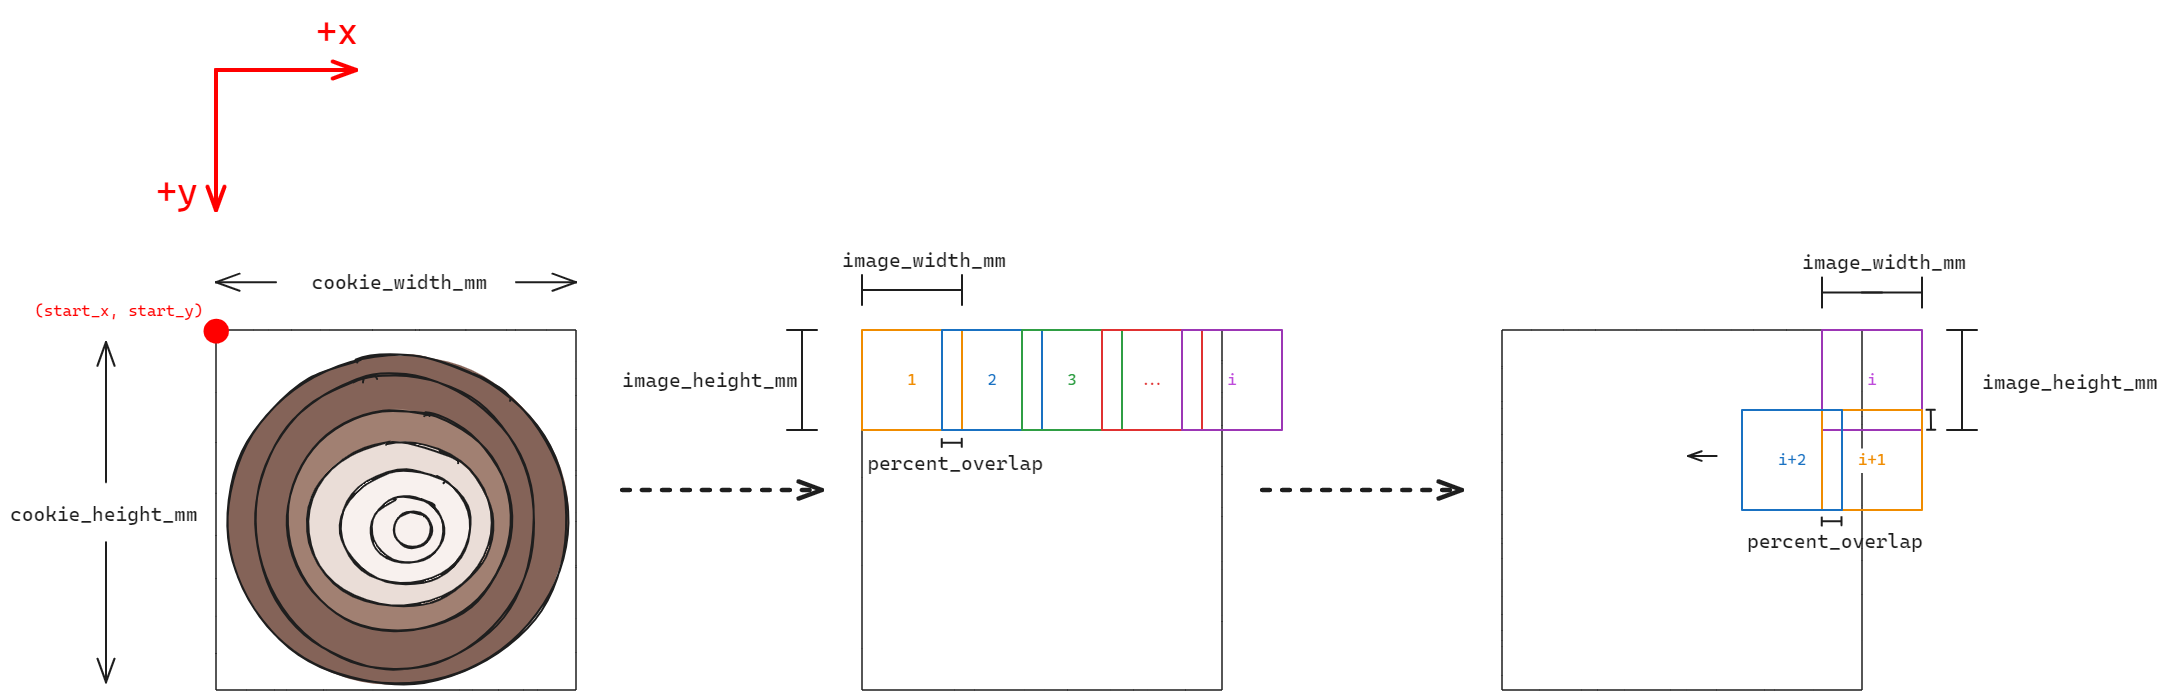 +x
+y
cookie_width_mm
(start_x, start_y)
cookie_height_mm
image_width_mm
image_height_mm
1
2
3
...
i
percent_overlap
image_width_mm
i
image_height_mm
i+2
i+1
percent_overlap